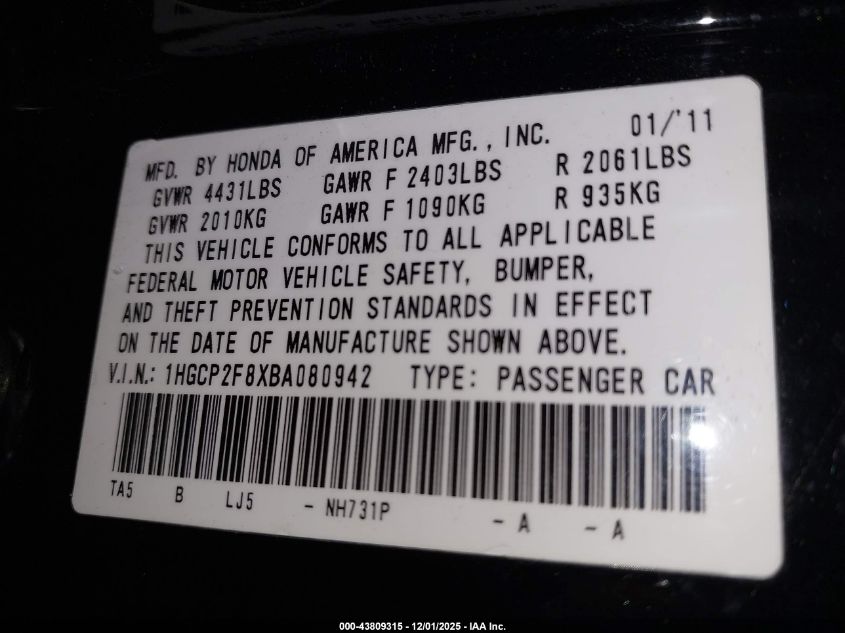 MFD. BY HONDA OF AMERICA MFG., INC. 01/'11
GVWR 4431LBS GAWR F 2403LBS R 2061LBS
GVWR 2010KG GAWR F 1090KG R 935KG
THIS VEHICLE CONFORMS TO ALL APPLICABLE
FEDERAL MOTOR VEHICLE SAFETY, BUMPER,
AND THEFT PREVENTION STANDARDS IN EFFECT
ON THE DATE OF MANUFACTURE SHOWN ABOVE.
V.I.N.: 1HGCP2F8XBA080942 TYPE: PASSENGER CAR
TA5 B LJ5 - NH731P - A - A
000-43809315 - 12/01/2025 - IAA Inc.